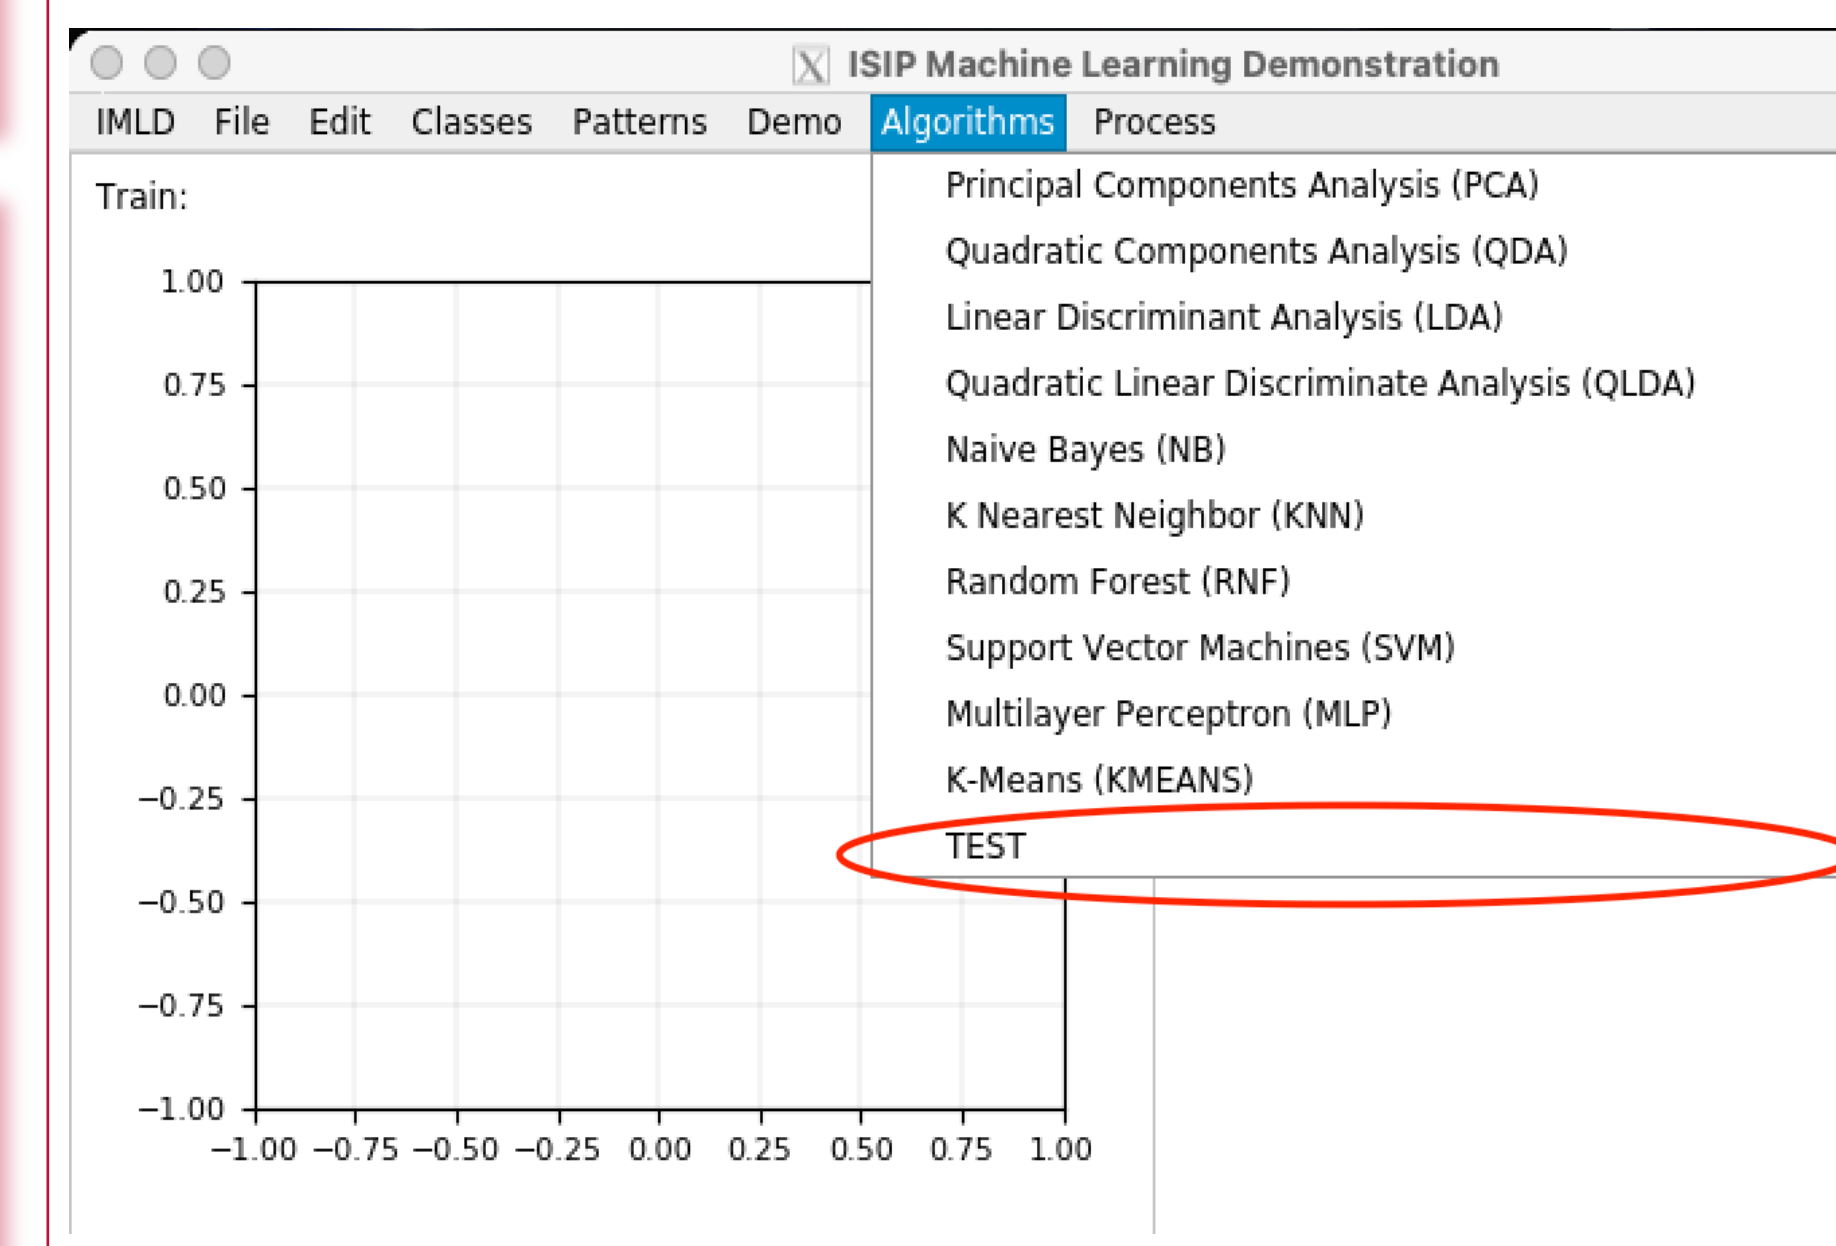 X ISIP Machine Learning Demonstration
IMLD File Edit Classes Patterns Demo Algorithms Process
Train:
Principal Components Analysis (PCA)
Quadratic Components Analysis (QDA)
Linear Discriminant Analysis (LDA)
Quadratic Linear Discriminate Analysis (QLDA)
Naive Bayes (NB)
K Nearest Neighbor (KNN)
Random Forest (RNF)
Support Vector Machines (SVM)
Multilayer Perceptron (MLP)
K-Means (KMEANS)
TEST
1.00
0.75
0.50
0.25
0.00
−0.25
−0.50
−0.75
−1.00
−1.00 −0.75 −0.50 −0.25 0.00 0.25 0.50 0.75 1.00